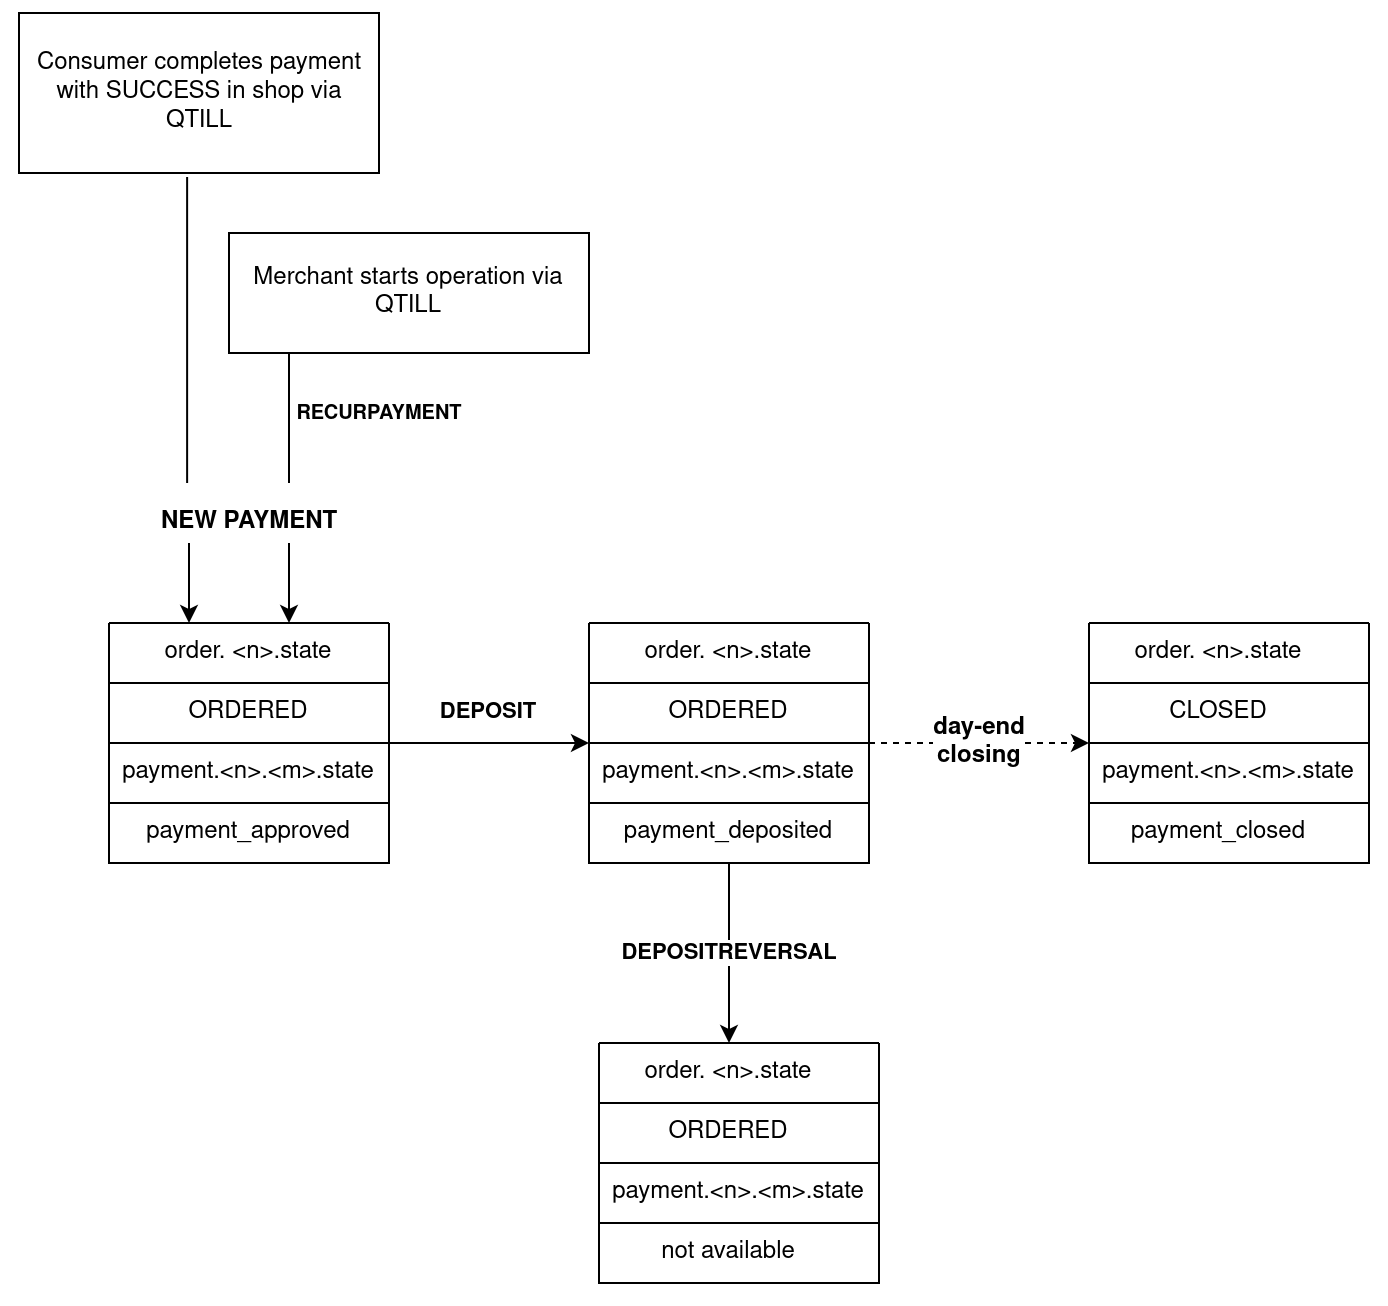 Consumer completes payment
with SUCCESS in shop via
QTILL
Merchant starts operation via
QTILL
RECURPAYMENT
NEW PAYMENT
order. <n>.state
ORDERED
payment.<n>.<m>.state
payment_approved
DEPOSIT
order. <n>.state
ORDERED
payment.<n>.<m>.state
payment_deposited
day-end
closing
order. <n>.state
CLOSED
payment.<n>.<m>.state
payment_closed
DEPOSITREVERSAL
order. <n>.state
ORDERED
payment.<n>.<m>.state
not available